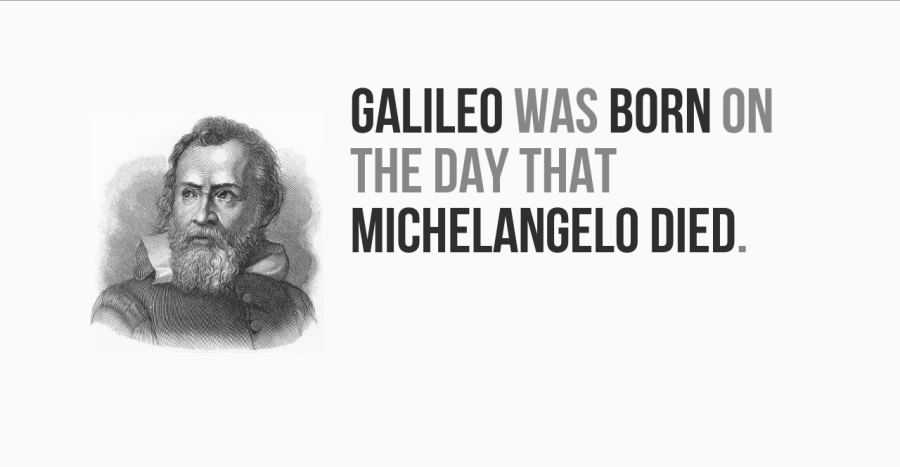 GALILEO WAS BORN ON
THE DAY THAT
MICHELANGELO DIED.